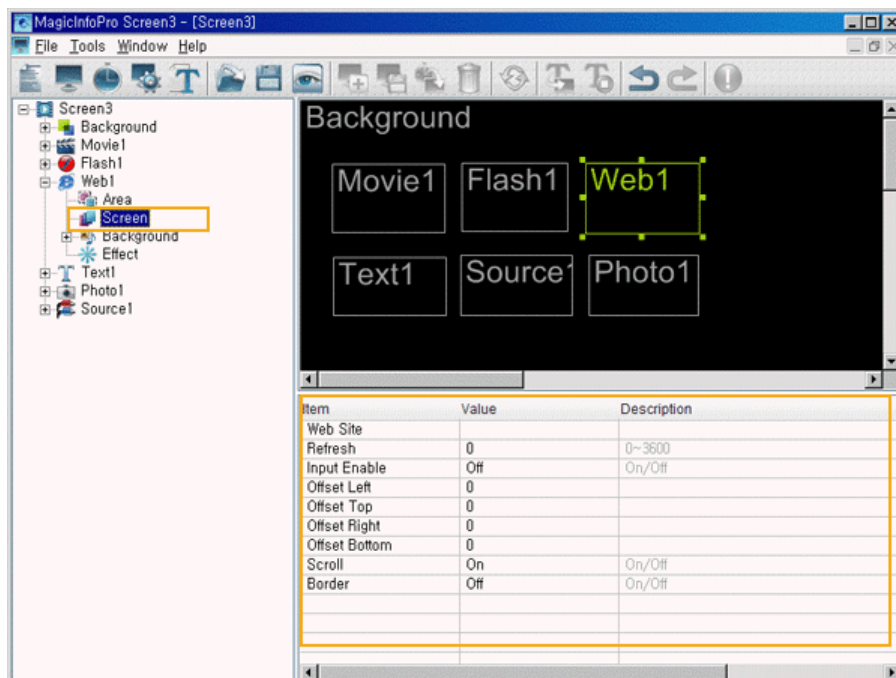 MagicInfoPro Screen3 - [Screen3]
File Tools Window Help
Screen3
Background
Movie1
Flash1
Web1
Area
Screen
Background
Effect
Text1
Photo1
Source1
Background
Movie1 Flash1 Web1
Text1 Source1 Photo1
Item Value Description
Web Site
Refresh 0 0~3600
Input Enable Off On/Off
Offset Left 0
Offset Top 0
Offset Right 0
Offset Bottom 0
Scroll On On/Off
Border Off On/Off